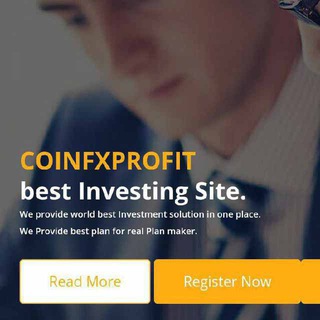 COINFXPROFIT
best Investing Site.
We provide world best Investment solution in one place.
We Provide best plan for real Plan maker.
Read More
Register Now